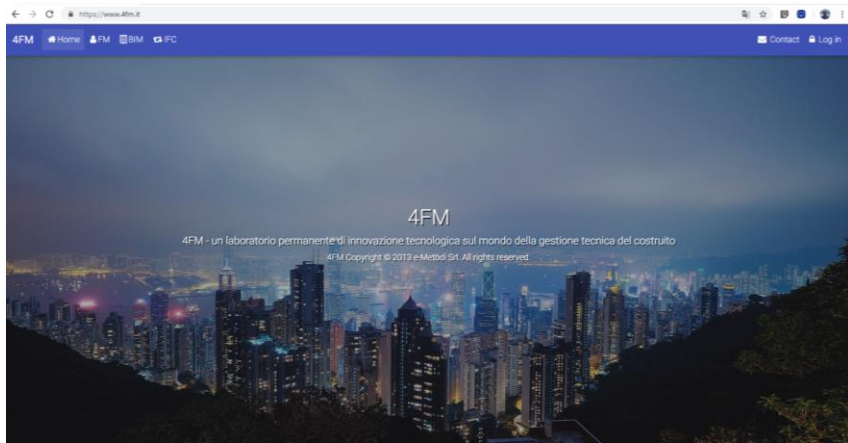 https://www.4fm.it
4FM Home FM BIM IFC Contact Log in
4FM
4FM - un laboratorio permanente di innovazione tecnologica sul mondo della gestione tecnica del costruito
4FM Copyright © 2013 e-Metodi Srl. All rights reserved.